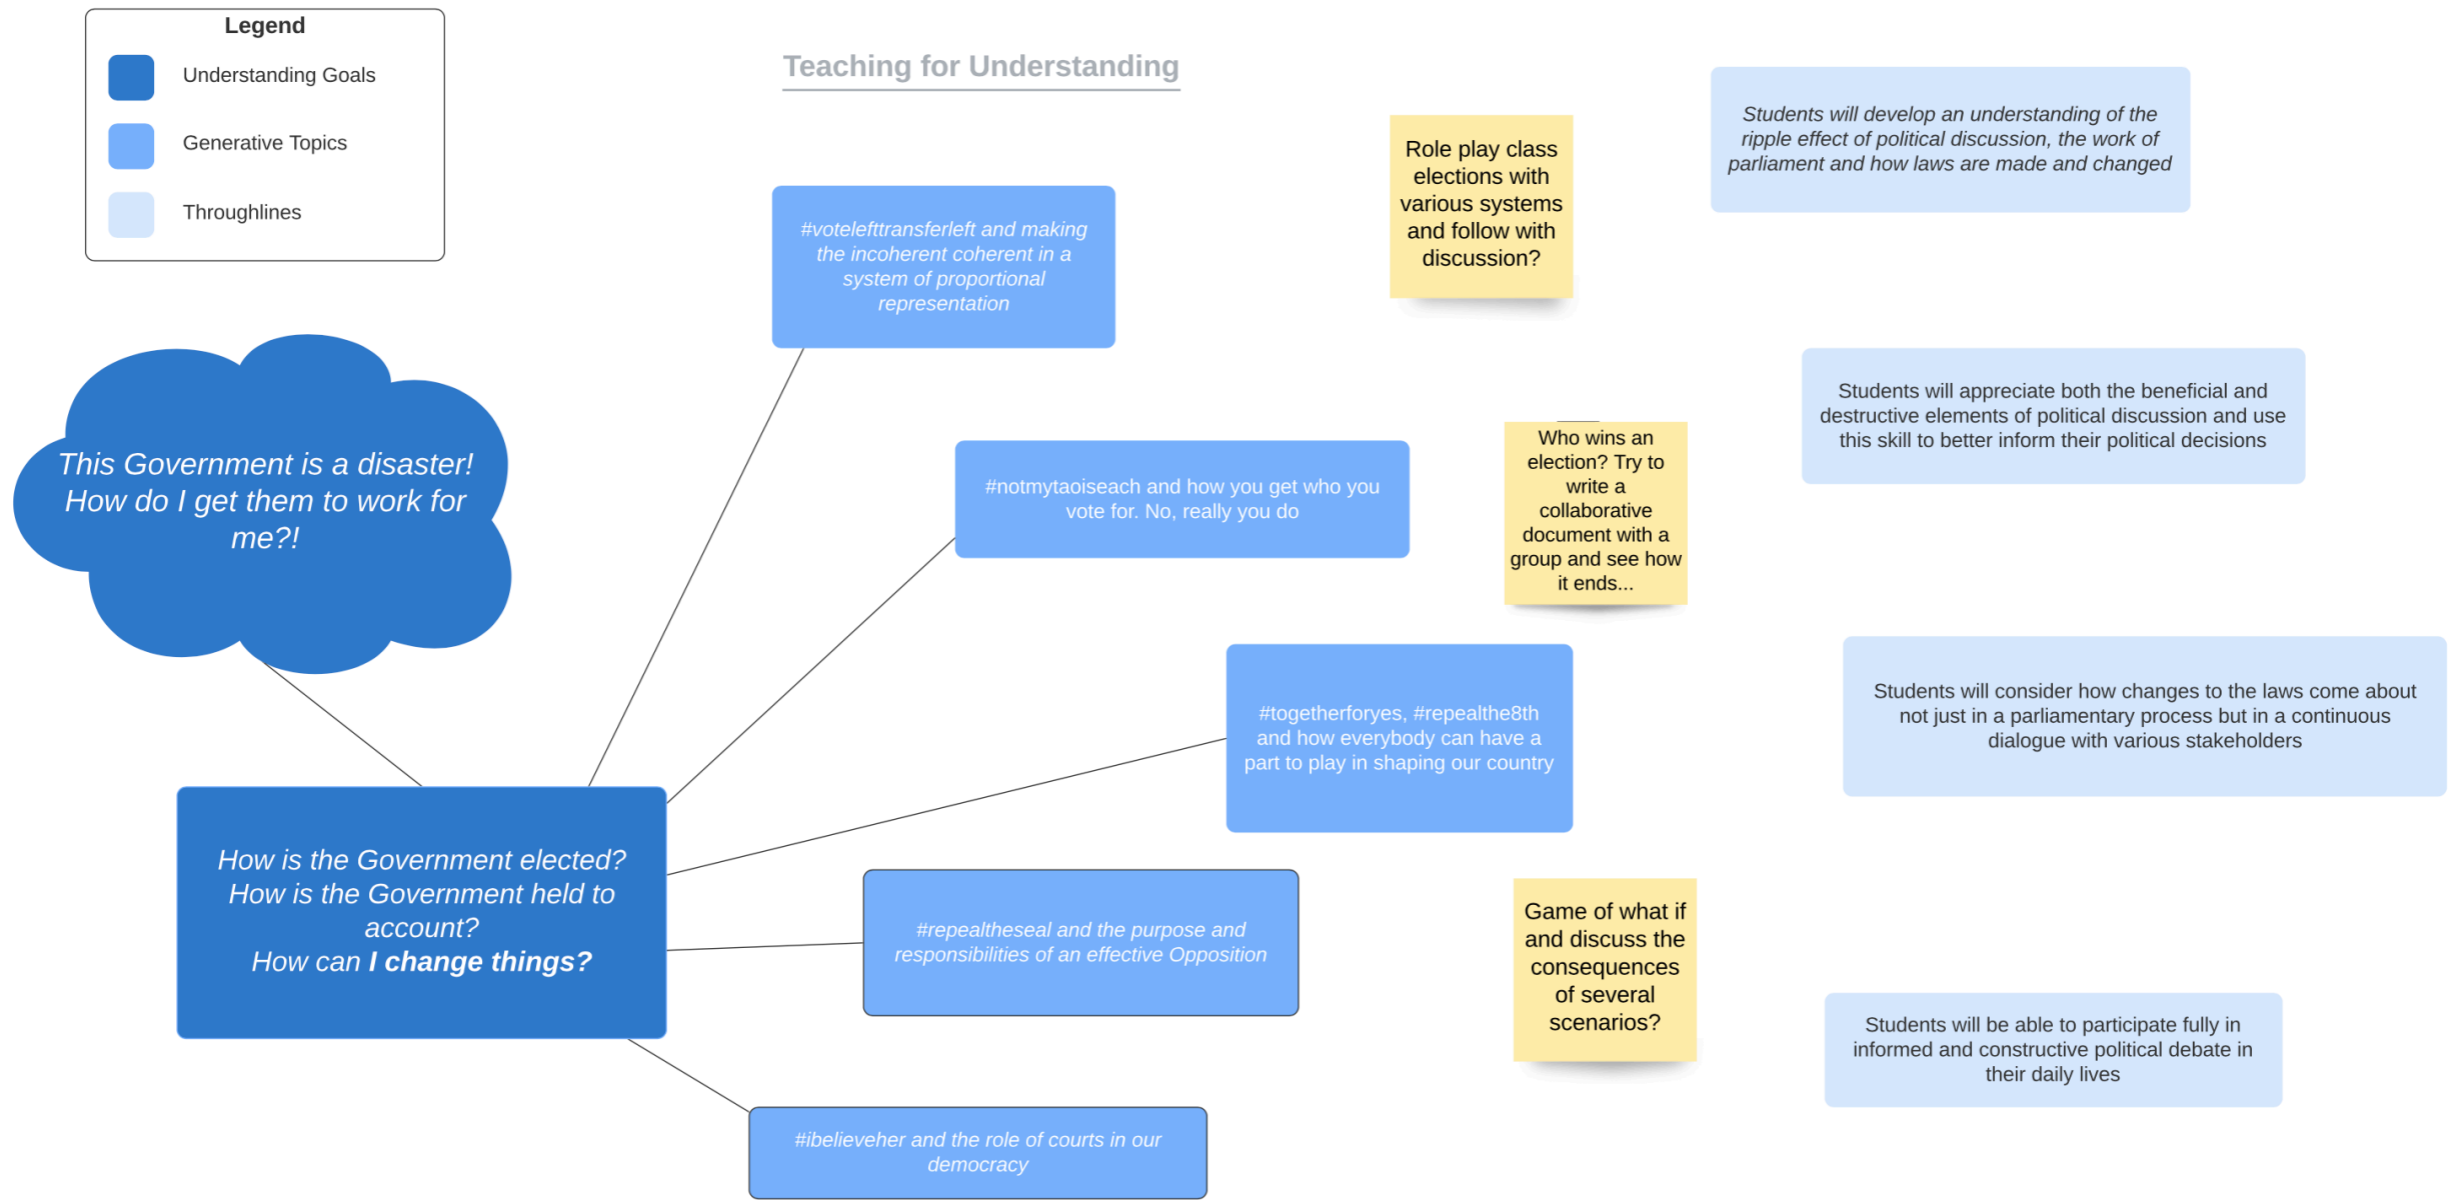 Legend
Understanding Goals
Generative Topics
Throughlines
Teaching for Understanding
This Government is a disaster!
How do I get them to work for
me?!
How is the Government elected?
How is the Government held to
account?
How can I change things?
#votelefttransferleft and making
the incoherent coherent in a
system of proportional
representation
#notmytaoiseach and how you get who you
vote for. No, really you do
#togetherforyes, #repealthe8th
and how everybody can have a
part to play in shaping our country
#repealtheseal and the purpose and
responsibilities of an effective Opposition
#ibelieveher and the role of courts in our
democracy
Role play class
elections with
various systems
and follow with
discussion?
Who wins an
election? Try to
write a
collaborative
document with a
group and see how
it ends...
Game of what if
and discuss the
consequences
of several
scenarios?
Students will develop an understanding of the
ripple effect of political discussion, the work of
parliament and how laws are made and changed
Students will appreciate both the beneficial and
destructive elements of political discussion and use
this skill to better inform their political decisions
Students will consider how changes to the laws come about
not just in a parliamentary process but in a continuous
dialogue with various stakeholders
Students will be able to participate fully in
informed and constructive political debate in
their daily lives